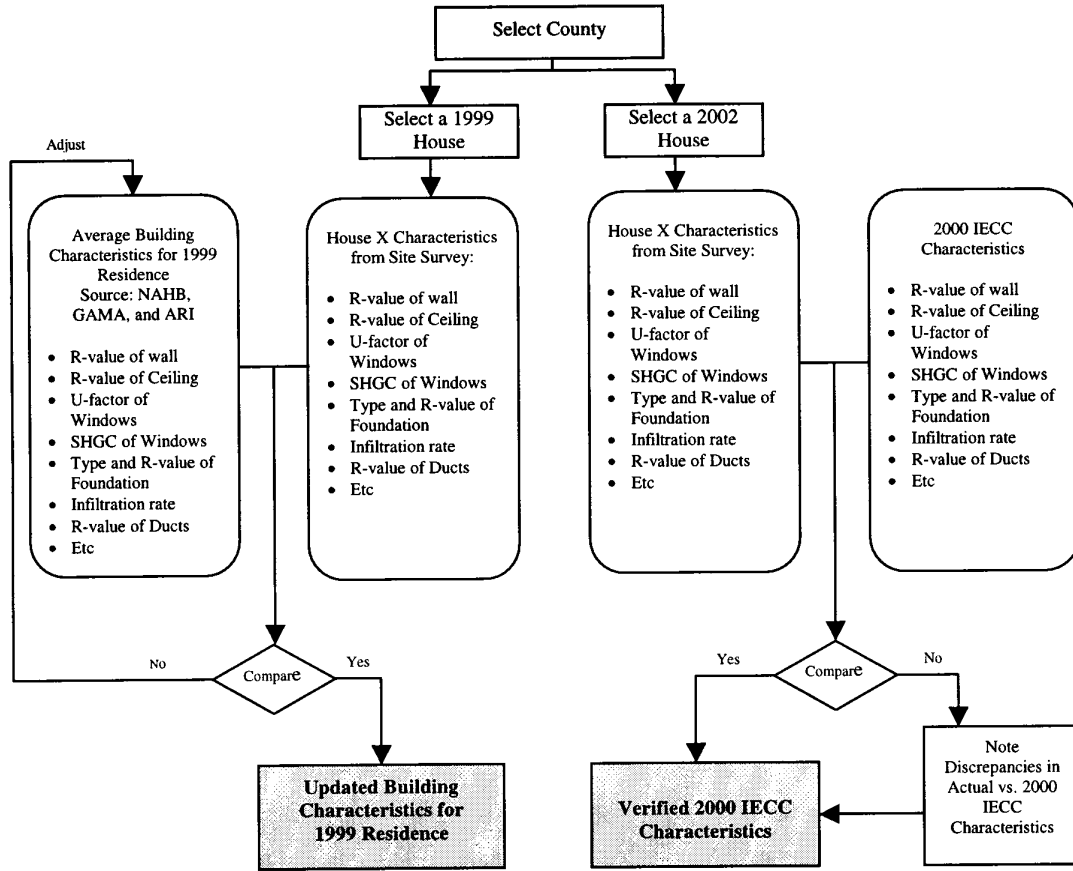 Select County
Select a 1999
House
Select a 2002
House
Adjust
Average Building
Characteristics for 1999
Residence
Source: NAHB,
GAMA, and ARI
• R-value of wall
• R-value of Ceiling
• U-factor of
Windows
• SHGC of Windows
• Type and R-value of
Foundation
• Infiltration rate
• R-value of Ducts
• Etc
House X Characteristics
from Site Survey:
• R-value of wall
• R-value of Ceiling
• U-factor of
Windows
• SHGC of Windows
• Type and R-value of
Foundation
• Infiltration rate
• R-value of Ducts
• Etc
House X Characteristics
from Site Survey:
• R-value of wall
• R-value of Ceiling
• U-factor of
Windows
• SHGC of Windows
• Type and R-value of
Foundation
• Infiltration rate
• R-value of Ducts
• Etc
2000 IECC
Characteristics
• R-value of wall
• R-value of Ceiling
• U-factor of
Windows
• SHGC of Windows
• Type and R-value of
Foundation
• Infiltration rate
• R-value of Ducts
• Etc
No
Compare
Yes
Yes
Compare
No
Updated Building
Characteristics for
1999 Residence
Verified 2000 IECC
Characteristics
Note
Discrepancies in
Actual vs. 2000
IECC
Characteristics